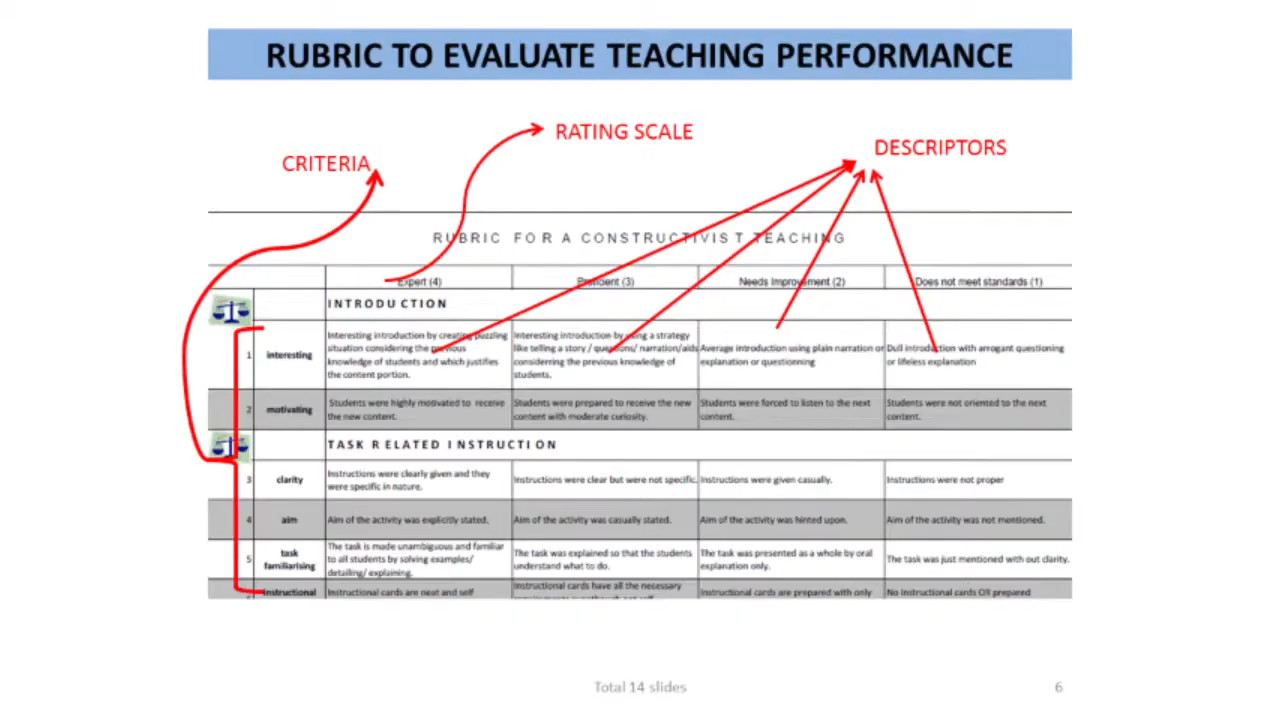 RUBRIC TO EVALUATE TEACHING PERFORMANCE
RATING SCALE
DESCRIPTORS
CRITERIA
RUBRIC FOR A CONSTRUCTIVIST TEACHING
Expert (4)
Proficient (3)
Needs Improvement (2)
Does not meet standards (1)
INTRODUCTION
1
interesting
Interesting introduction by creating puzzling
situation considering the previous
knowledge of students and which justifies
the content portion.
Interesting introduction by using a strategy
like telling a story / questions/ narration/aids
considering the previous knowledge of
students.
Average introduction using plain narration or
explanation or questionning
Dull introduction with arrogant questioning
or lifeless explanation
2
motivating
Students were highly motivated to receive
the new content.
Students were prepared to receive the new
content with moderate curiosity.
Students were forced to listen to the next
content.
Students were not oriented to the next
content.
TASK RELATED INSTRUCTION
3
clarity
Instructions were clearly given and they
were specific in nature.
Instructions were clear but were not specific.
Instructions were given casually.
Instructions were not proper
4
aim
Aim of the activity was explicitly stated.
Aim of the activity was casually stated.
Aim of the activity was hinted upon.
Aim of the activity was not mentioned.
5
task
familiarising
The task is made unambiguous and familiar
to all students by solving examples/
detailing/ explaining.
The task was explained so that the students
understand what to do.
The task was presented as a whole by oral
explanation only.
The task was just mentioned with out clarity.
instructional
Instructional cards are neat and self
Instructional cards have all the necessary
Instructional cards are prepared with only
No instructional cards OR prepared
Total 14 slides
6